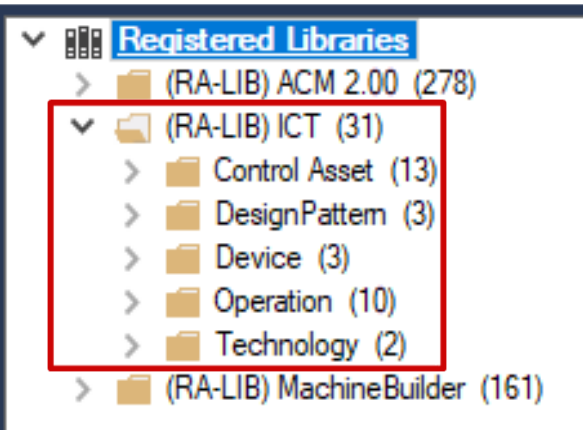 Registered Libraries
(RA-LIB) ACM 2.00 (278)
(RA-LIB) ICT (31)
Control Asset (13)
DesignPattern (3)
Device (3)
Operation (10)
Technology (2)
(RA-LIB) MachineBuilder (161)